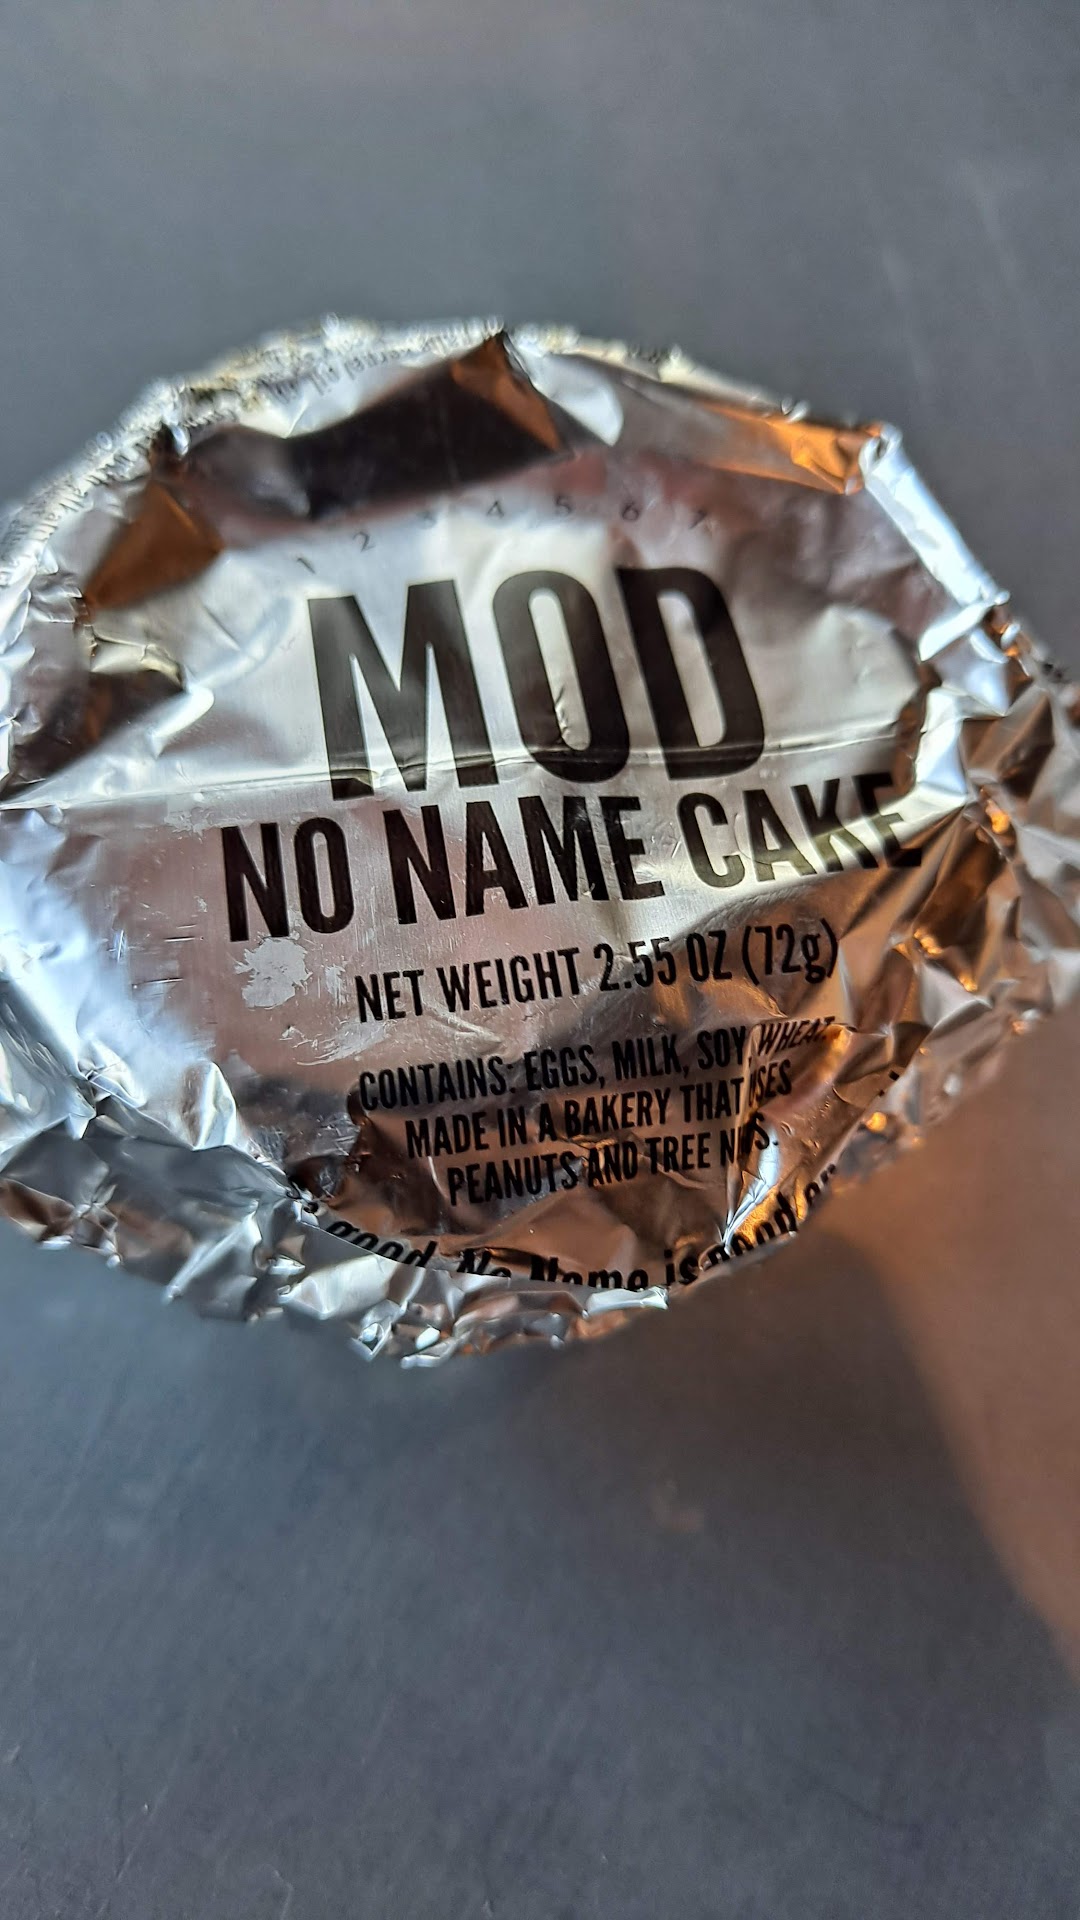 1 2 3 4 5 6 7
MOD
NO NAME CAKE
NET WEIGHT 2.55 OZ (72g)
CONTAINS: EGGS, MILK, SOY, WHEAT.
MADE IN A BAKERY THAT USES
PEANUTS AND TREE NUTS.
good. No Name is good